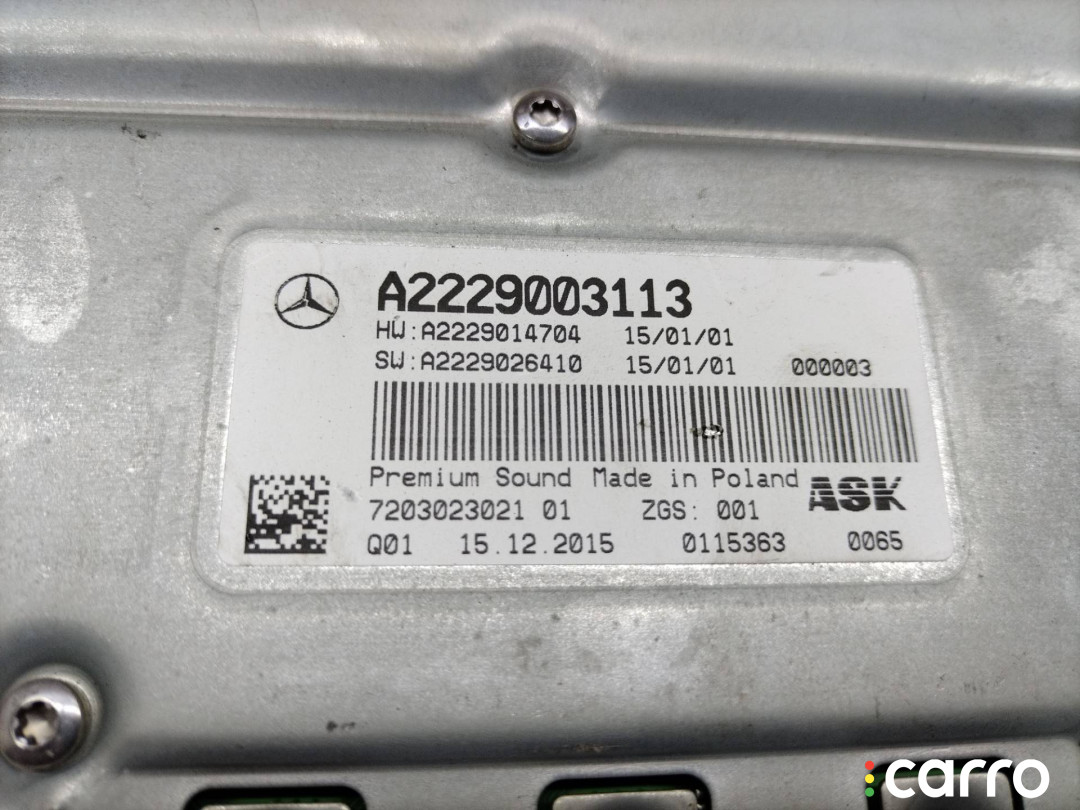 A2229003113
HW:A2229014704 15/01/01
SW:A2229026410 15/01/01 000003
Premium Sound Made in Poland ASK
7203023021 01 ZGS: 001
Q01 15.12.2015 0115363 0065
carro